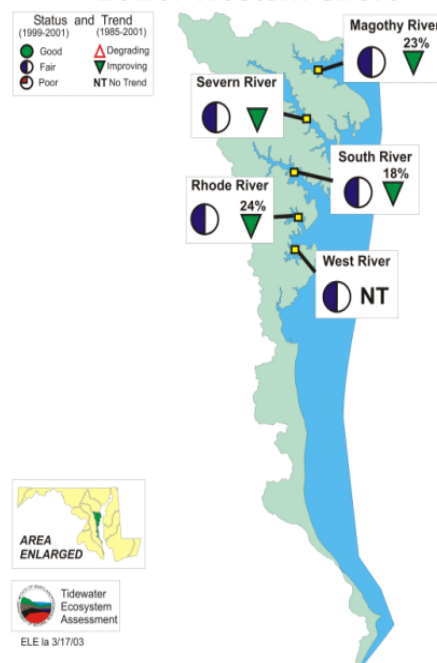 Status and Trend
(1999-2001) (1985-2001)
Good Degrading
Fair Improving
Poor NT No Trend
Magothy River
23%
Severn River
South River
18%
Rhode River
24%
West River
NT
AREA
ENLARGED
Tidewater
Ecosystem
Assessment
ELE la 3/17/03